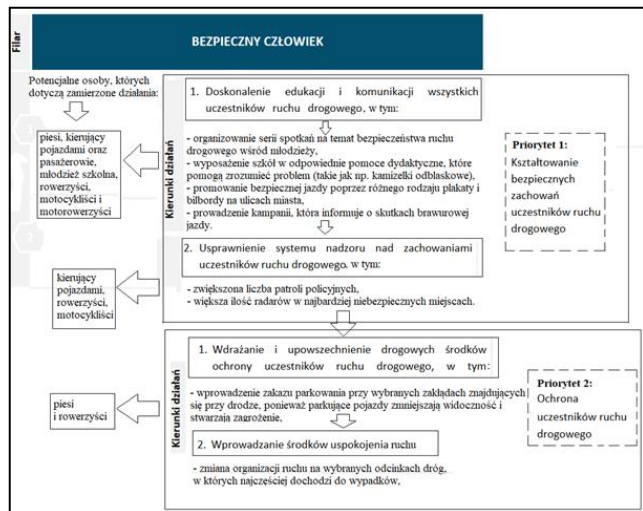 Filar
BEZPIECZNY CZŁOWIEK
Potencjalne osoby, których
dotyczą zamierzone działania:
piesi, kierujący
pojazdami oraz
pasażerowie,
młodzież szkolna,
rowerzyści,
motocykliści i
motorowerzyści
kierujący
pojazdami,
rowerzyści,
motocykliści
piesi
i rowerzyści
Kierunki działań
1. Doskonalenie edukacji i komunikacji wszystkich
uczestników ruchu drogowego, w tym:
- organizowanie serii spotkań na temat bezpieczeństwa ruchu
drogowego wśród młodzieży,
- wyposażenie szkół w odpowiednie pomoce dydaktyczne, które
pomogą zrozumieć problem (takie jak np. kamizelki odblaskowe),
- promowanie bezpiecznej jazdy poprzez różnego rodzaju plakaty i
bilbordy na ulicach miasta,
- prowadzenie kampanii, która informuje o skutkach brawurowej
jazdy.
2. Usprawnienie systemu nadzoru nad zachowaniami
uczestników ruchu drogowego, w tym:
- zwiększona liczba patroli policyjnych,
- większa ilość radarów w najbardziej niebezpiecznych miejscach.
Priorytet 1:
Kształtowanie
bezpiecznych
zachowań
uczestników ruchu
drogowego
Kierunki działań
1. Wdrażanie i upowszechnienie drogowych środków
ochrony uczestników ruchu drogowego, w tym:
- wprowadzenie zakazu parkowania przy wybranych zakładach znajdujących
się przy drodze, ponieważ parkujące pojazdy zmniejszają widoczność i
stwarzają zagrożenie,
2. Wprowadzanie środków uspokojenia ruchu
- zmiana organizacji ruchu na wybranych odcinkach dróg,
w których najczęściej dochodzi do wypadków,
Priorytet 2:
Ochrona
uczestników ruchu
drogowego